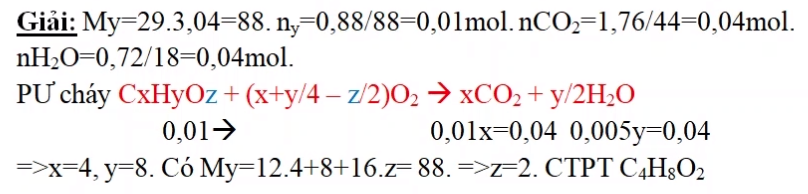 Giải: My=29.3,04=88. nᵧ=0,88/88=0,01mol. nCO₂=1,76/44=0,04mol.
nH₂O=0,72/18=0,04mol.
PƯ cháy CxHyOz + (x+y/4 – z/2)O₂ → xCO₂ + y/2H₂O
0,01→ 0,01x=0,04 0,005y=0,04
=>x=4, y=8. Có My=12.4+8+16.z= 88. =>z=2. CTPT C₄H₈O₂